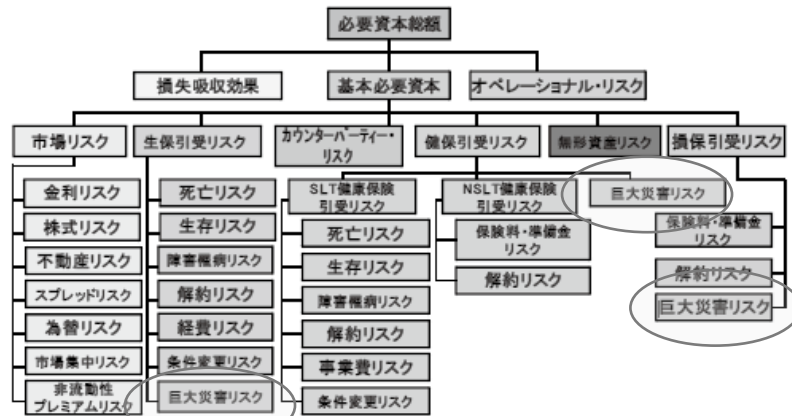 必要資本総額
損失吸収効果
基本必要資本
オペレーショナル・リスク
市場リスク
生保引受リスク
カウンターパーティー・
リスク
健保引受リスク
無形資産リスク
損保引受リスク
金利リスク
株式リスク
不動産リスク
スプレッドリスク
為替リスク
市場集中リスク
非流動性
プレミアムリスク
死亡リスク
生存リスク
障害罹病リスク
解約リスク
経費リスク
条件変更リスク
巨大災害リスク
SLT健康保険
引受リスク
死亡リスク
生存リスク
障害罹病リスク
解約リスク
事業費リスク
条件変更リスク
NSLT健康保険
引受リスク
保険料・準備金
リスク
解約リスク
巨大災害リスク
保険料・準備金
リスク
解約リスク
巨大災害リスク